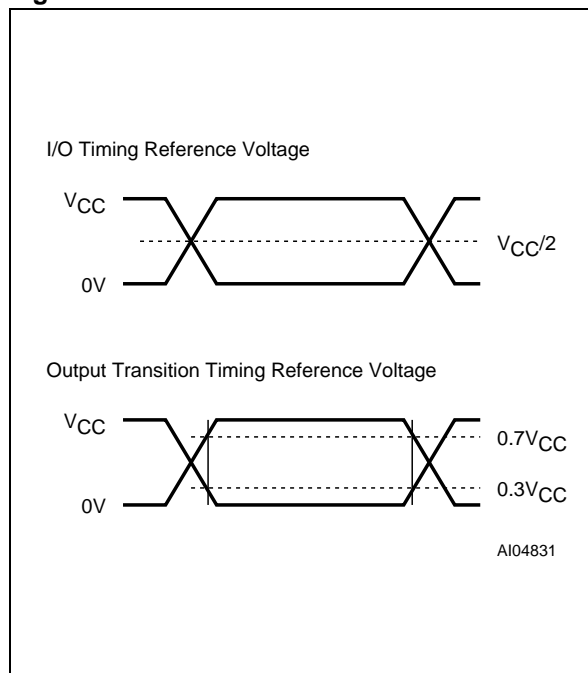 I/O Timing Reference Voltage
VCC
VCC/2
0V
Output Transition Timing Reference Voltage
VCC
0.7VCC
0.3VCC
0V
AI04831